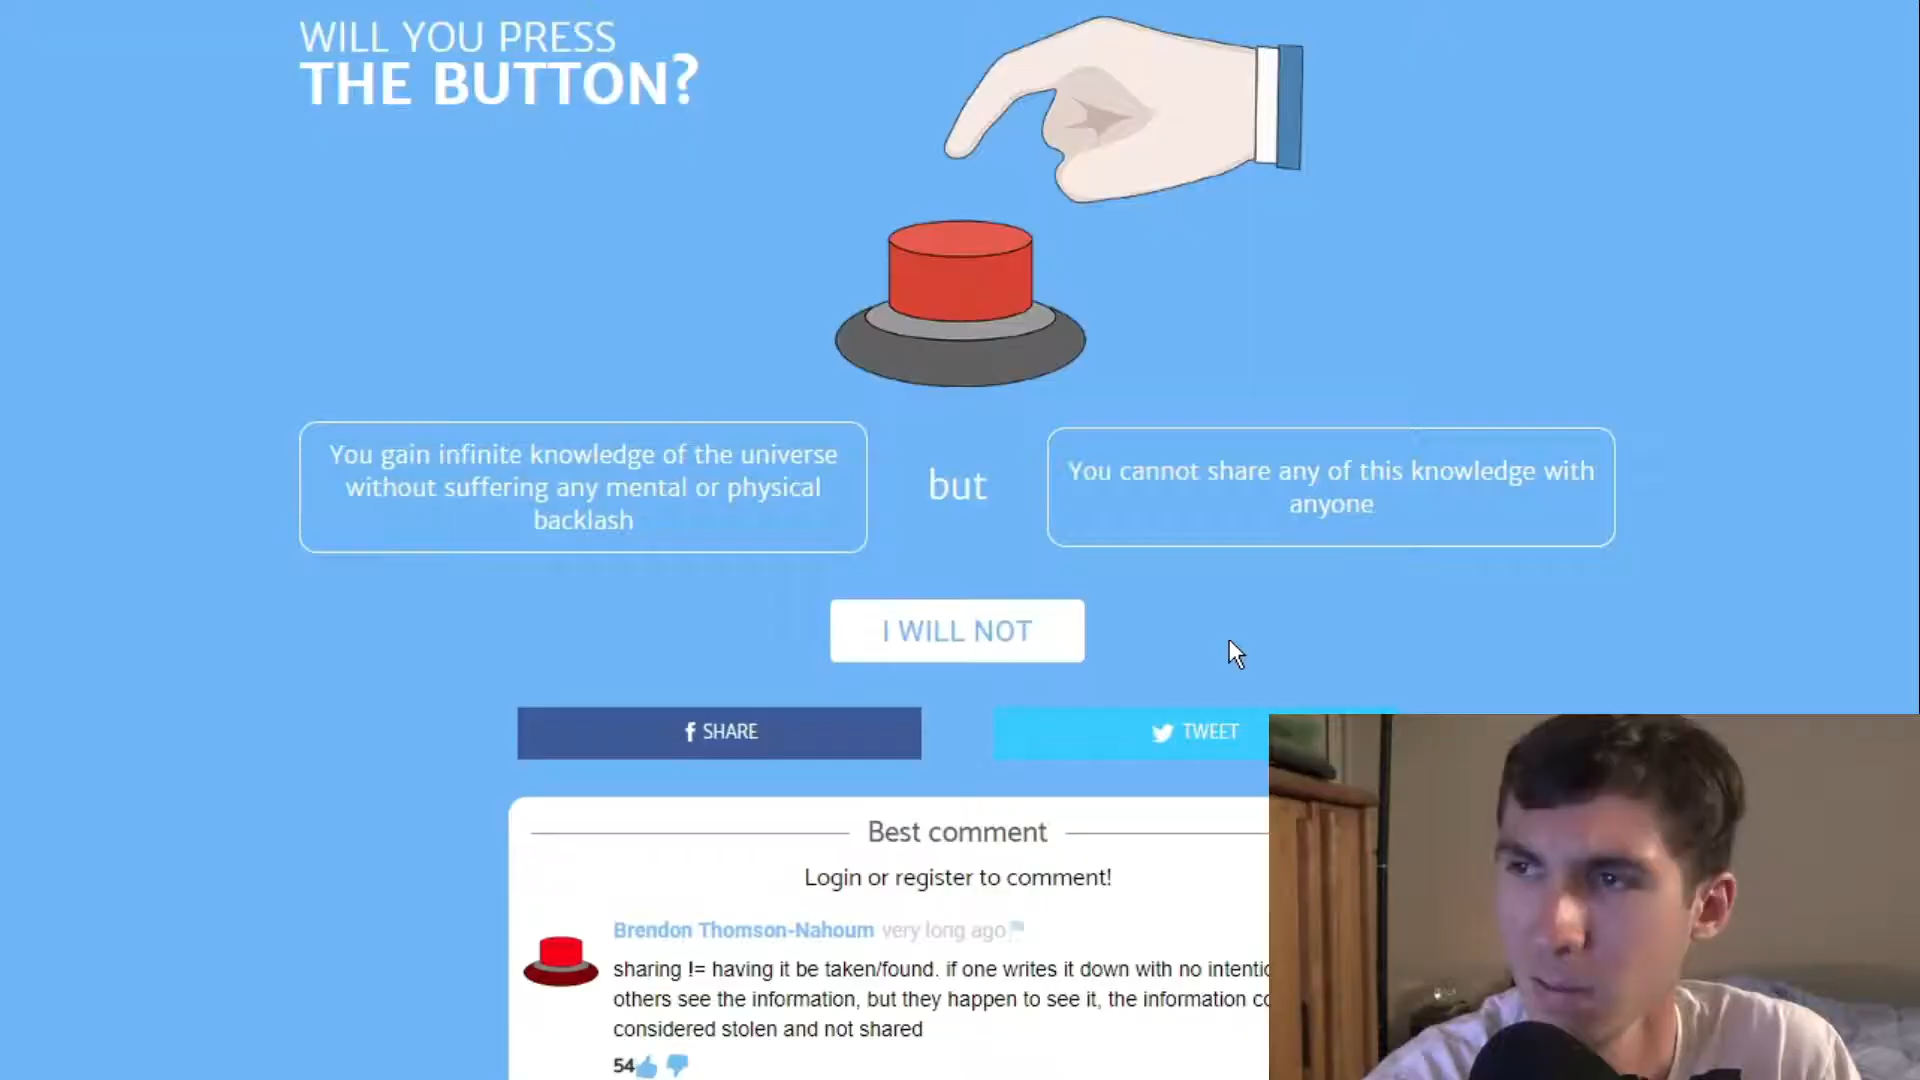 WILL YOU PRESS
THE BUTTON?
You gain infinite knowledge of the universe
without suffering any mental or physical
backlash
but
You cannot share any of this knowledge with
anyone
I WILL NOT
f SHARE
TWEET
Best comment
Login or register to comment!
Brendon Thomson-Nahoum very long ago
sharing != having it be taken/found. if one writes it down with no
others see the information, but they happen to see it, the information
considered stolen and not shared
54